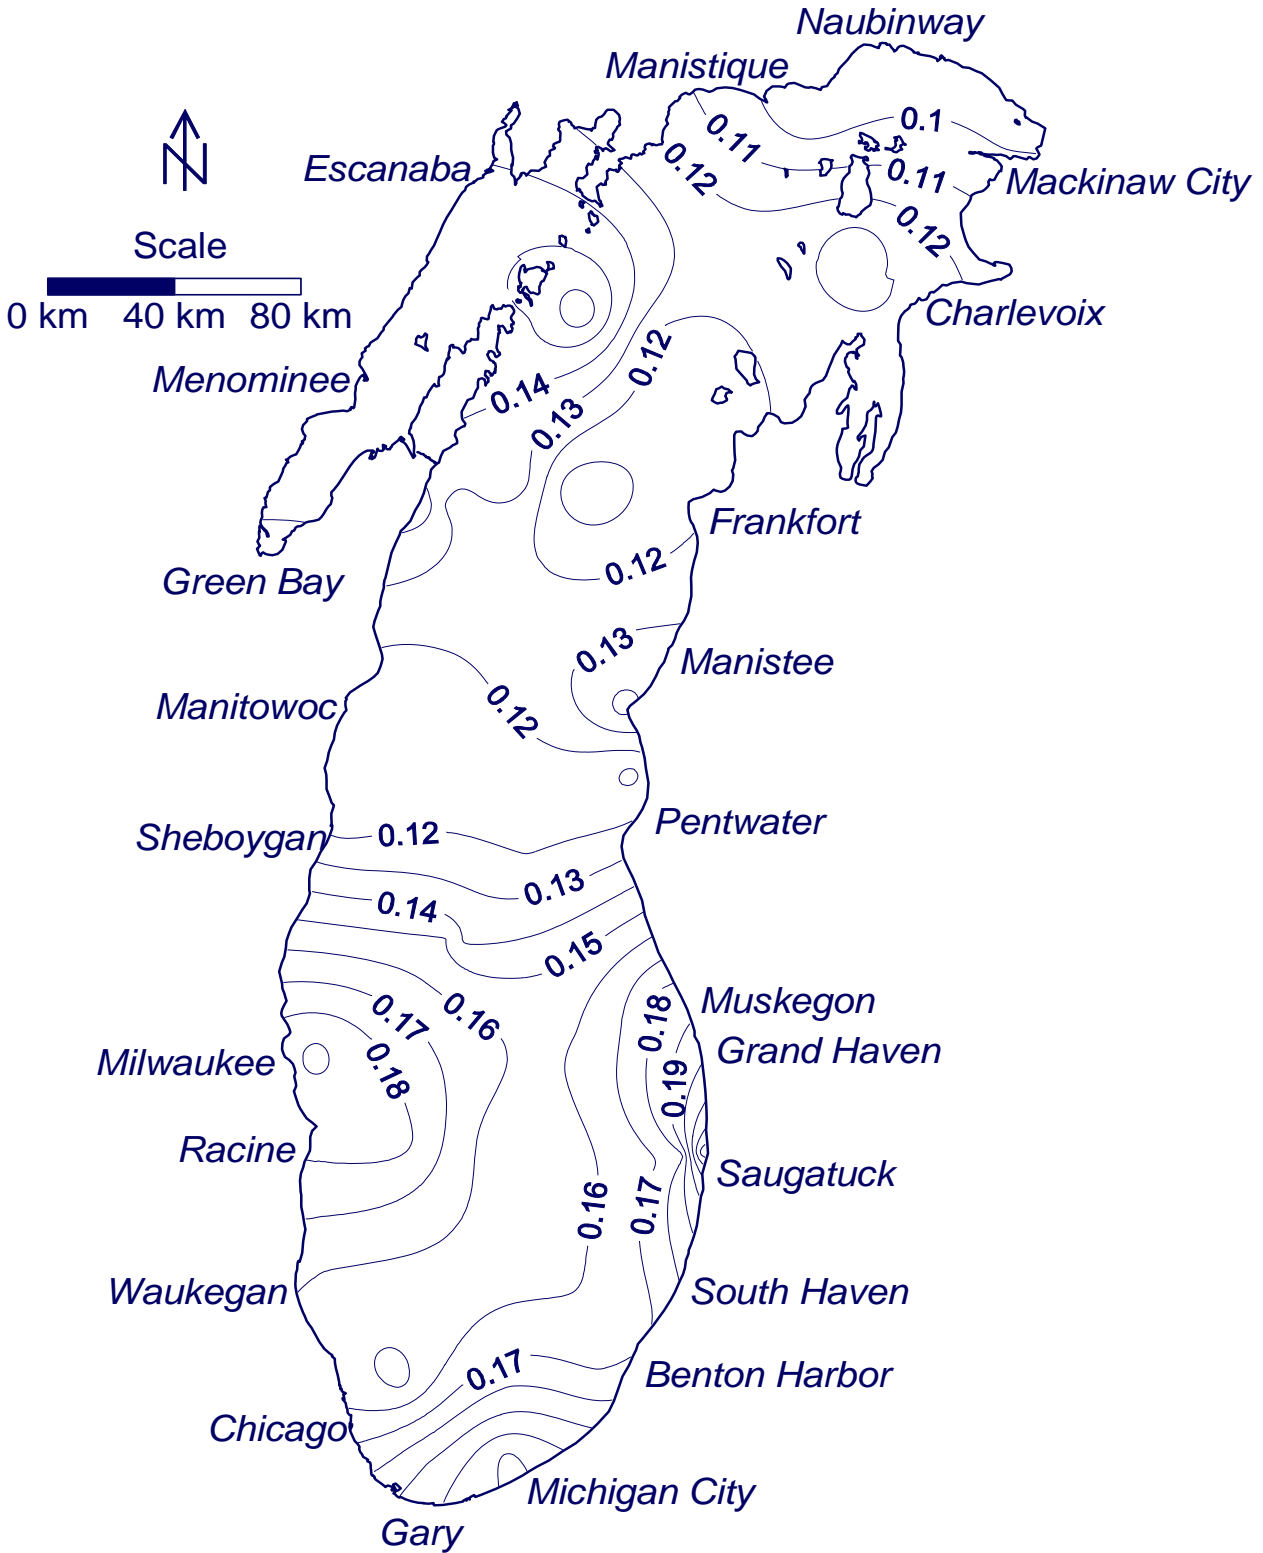 Naubinway
Manistique
0.1
0.11
N
0.12
Escanaba
0.11
Mackinaw City
0.12
Scale
0 km 40 km 80 km
Charlevoix
0.12
Menominee
0.14
0.13
Frankfort
0.12
Green Bay
0.13
Manistee
0.12
Manitowoc
Pentwater
Sheboygan
0.12
0.13
0.14
0.15
Muskegon
0.17
0.16
0.18
Grand Haven
Milwaukee
0.18
0.19
Racine
Saugatuck
0.16
0.17
Waukegan
South Haven
0.17
Benton Harbor
Chicago
Michigan City
Gary